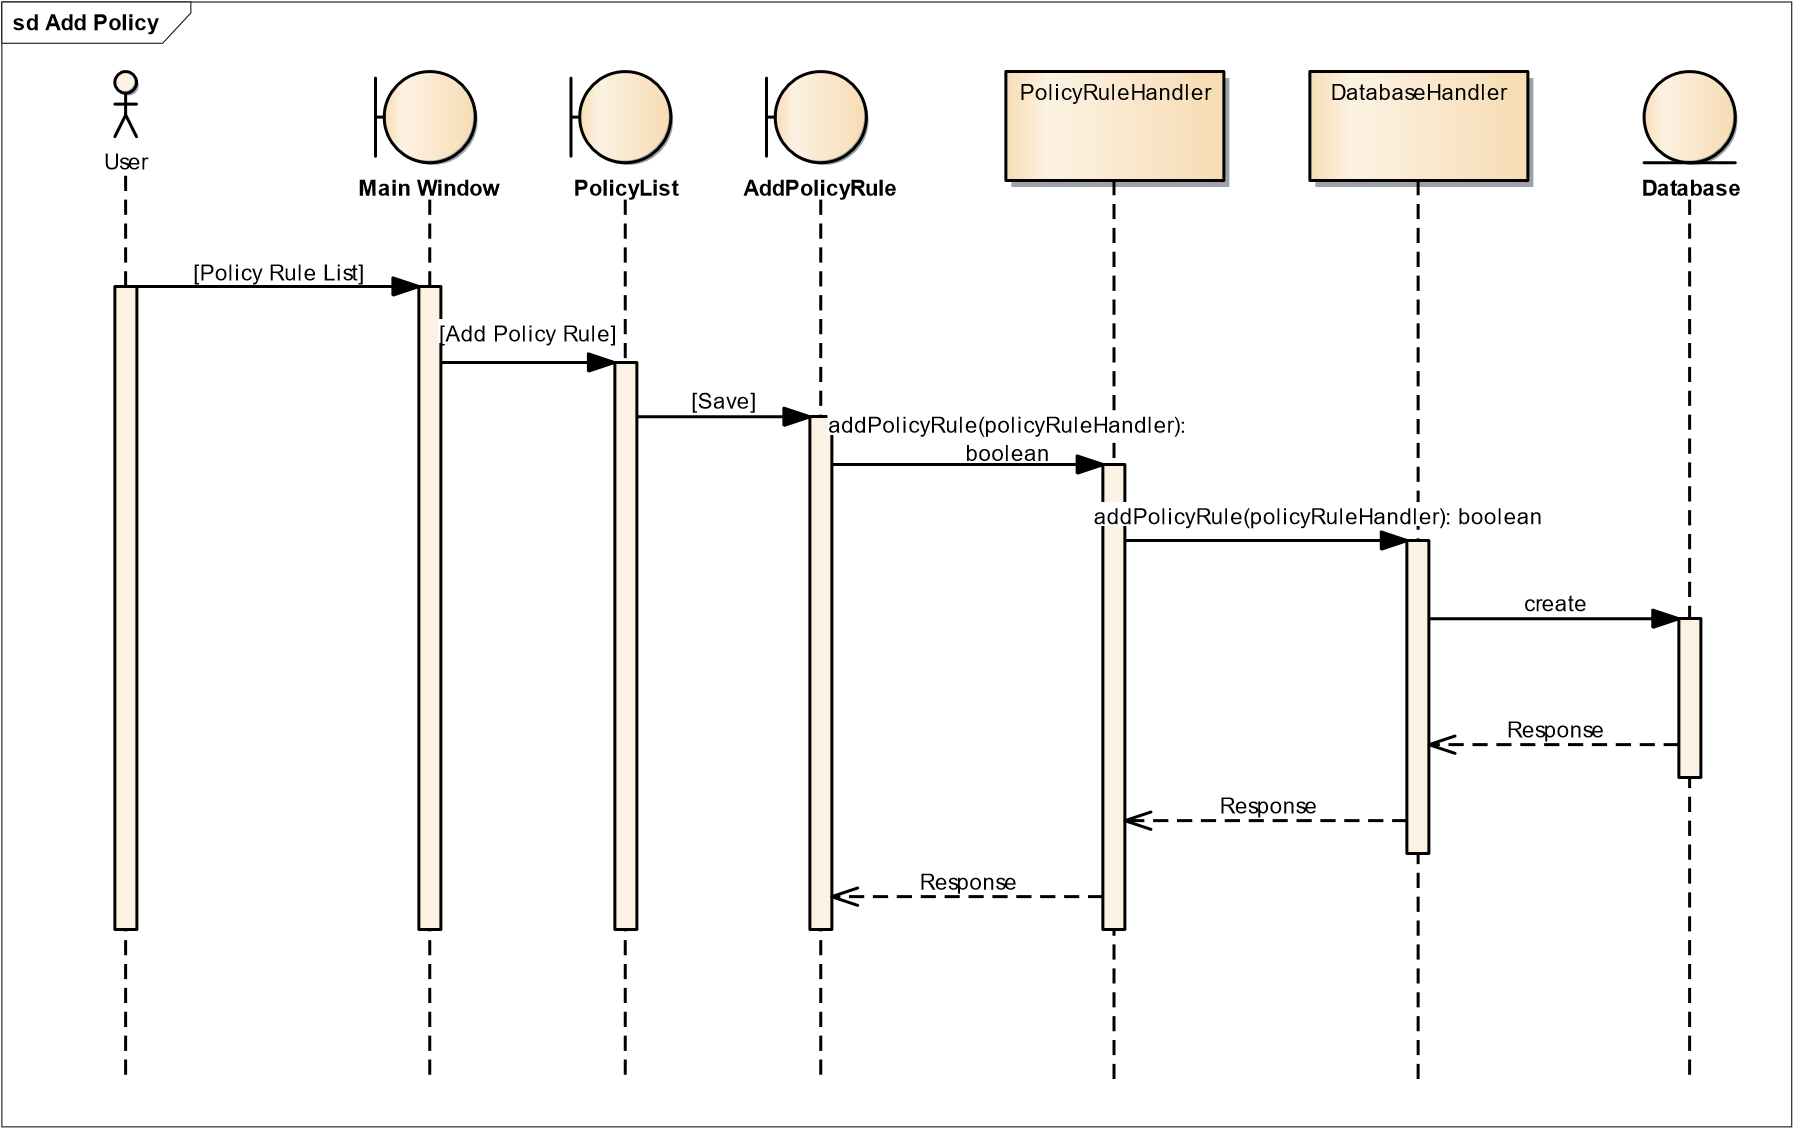 sd Add Policy
PolicyRuleHandler
DatabaseHandler
User
Main Window
PolicyList
AddPolicyRule
Database
[Policy Rule List]
[Add Policy Rule]
[Save]
addPolicyRule(policyRuleHandler):
boolean
addPolicyRule(policyRuleHandler): boolean
create
Response
Response
Response